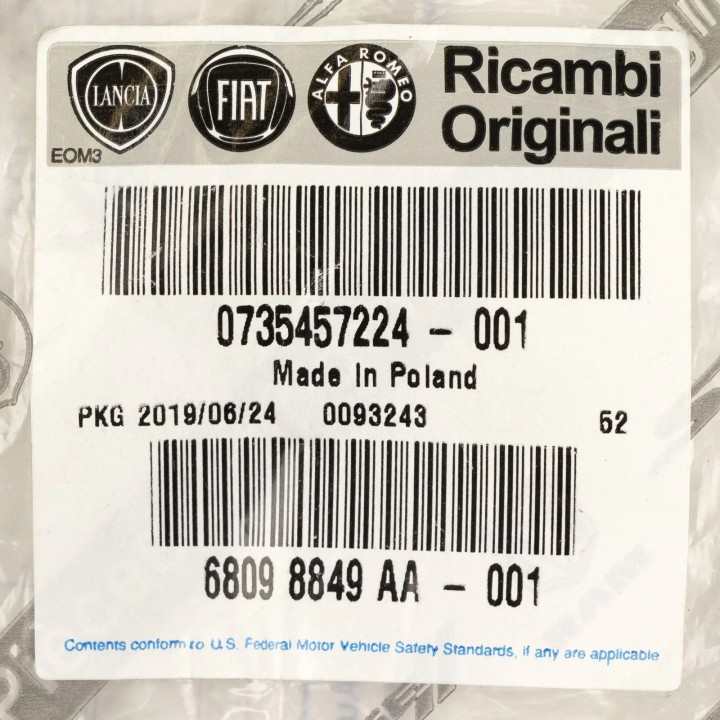 LANCIA
FIAT
ALFA ROMEO
Ricambi
Originali
EOM3
0735457224 - 001
Made In Poland
PKG 2019/06/24 0093243 52
6809 8849 AA - 001
Contents conform to U.S. Federal Motor Vehicle Safety Standards, if any are applicable